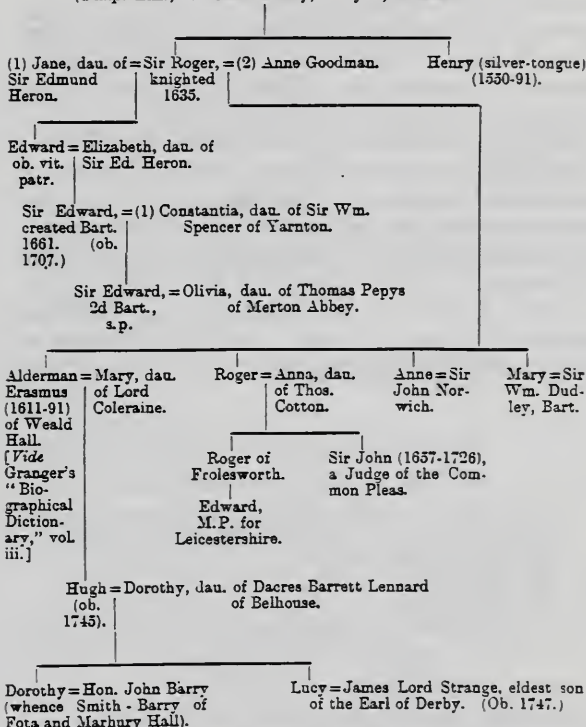 (1) Jane, dau. of = Sir Roger, = (2) Anne Goodman. Henry (silver-tongue)
Sir Edmund knighted (1550-91).
Heron. 1635.
Edward = Elizabeth, dau. of
ob. vit. Sir Ed. Heron.
patr.
Sir Edward, = (1) Constantia, dau. of Sir Wm.
created Bart. Spencer of Yarnton.
1661. (ob.
1707.)
Sir Edward, = Olivia, dau. of Thomas Pepys
2d Bart., of Merton Abbey.
s.p.
Alderman = Mary, dau. Roger = Anna, dau. Anne = Sir Mary = Sir
Erasmus of Lord of Thos. John Nor- Wm. Dud-
(1611-91) Coleraine. Cotton. wich. ley, Bart.
of Weald
Hall.
[Vide Roger of Sir John (1657-1726),
Granger's Frolesworth. a Judge of the Com-
"Bio- mon Pleas.
graphical Edward,
Diction- M.P. for
ary," vol. Leicestershire.
iii.]
Hugh = Dorothy, dau. of Dacres Barrett Lennard
(ob. of Belhouse.
1745).
Dorothy = Hon. John Barry Lucy = James Lord Strange, eldest son
(whence Smith - Barry of of the Earl of Derby. (Ob. 1747.)
Fota and Marbury Hall).